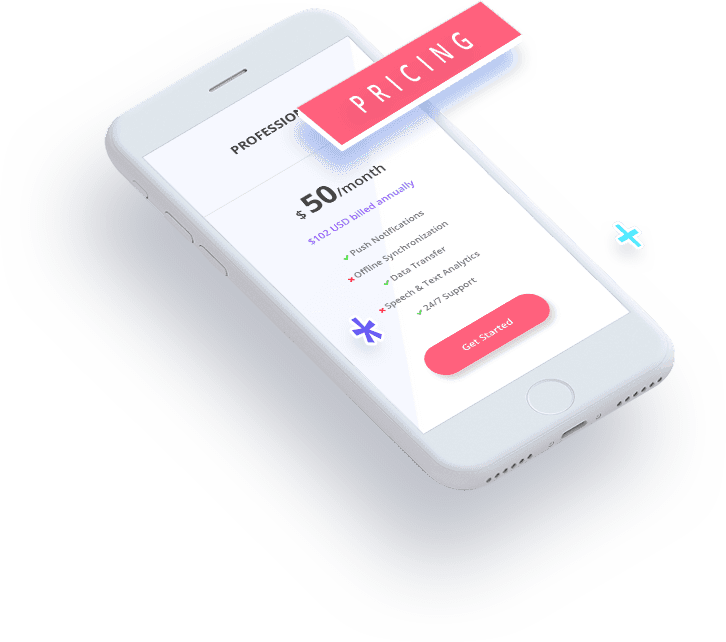 PRICING
PROFESSION
$50/month
$102 USD billed annually
Push Notifications
Offline Synchronization
Data Transfer
Speech & Text Analytics
24/7 Support
Get Started